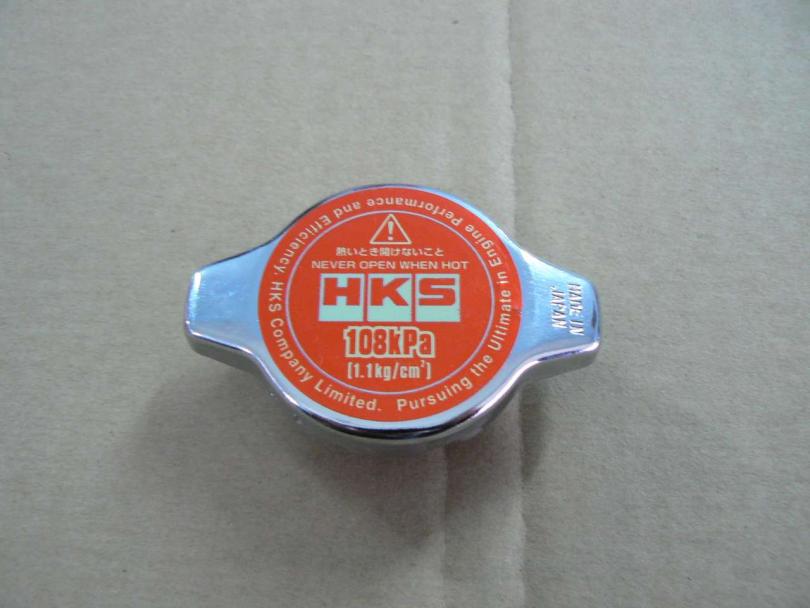 熱いとき開けないこと
NEVER OPEN WHEN HOT
HKS
108kPa
(1.1kg/cm²)
HKS Company Limited. Pursuing the Ultimate in Engine Performance and Efficiency.
MADE IN
JAPAN